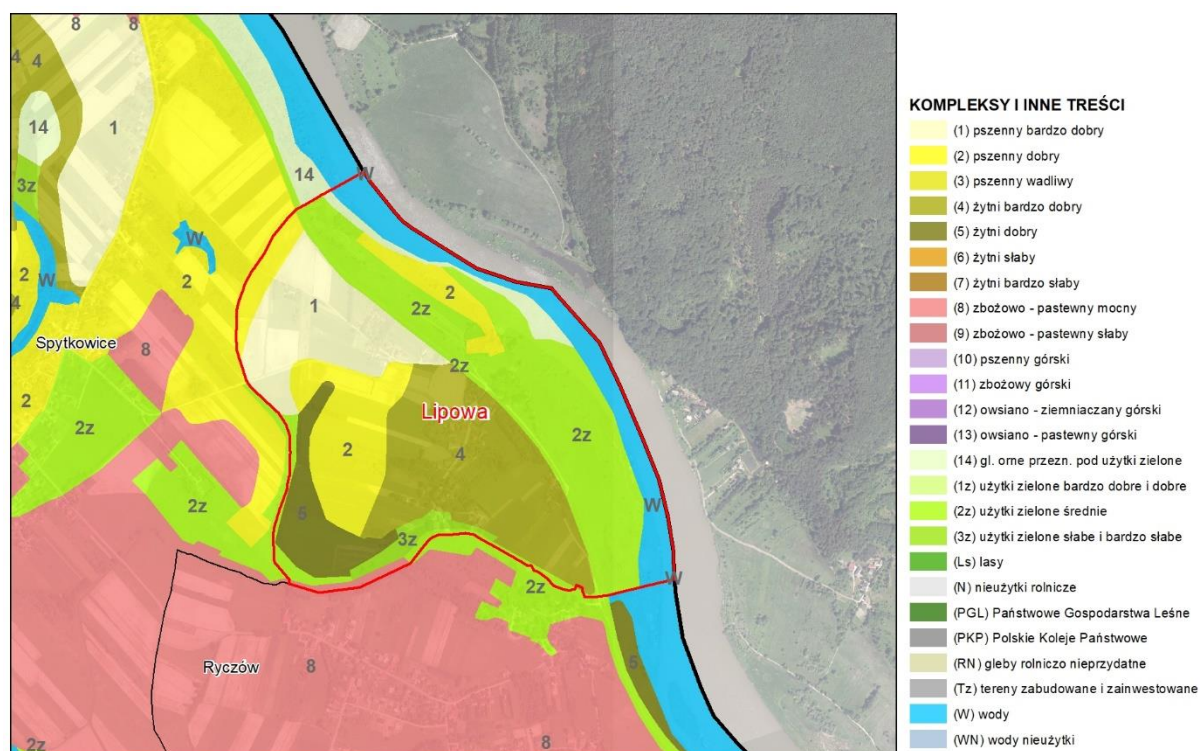 8
8
4
4
14
1
3z
14
W
W
2
2
W
4
2
1
2z
Spytkowice
8
2z
2
Lipowa
2z
2
4
2z
2z
5
W
3z
W
2z
Ryczów
8
5
2z
8
KOMPLEKSY I INNE TREŚCI
(1) pszenny bardzo dobry
(2) pszenny dobry
(3) pszenny wadliwy
(4) żytni bardzo dobry
(5) żytni dobry
(6) żytni słaby
(7) żytni bardzo słaby
(8) zbożowo - pastewny mocny
(9) zbożowo - pastewny słaby
(10) pszenny górski
(11) zbożowy górski
(12) owsiano - ziemniaczany górski
(13) owsiano - pastewny górski
(14) gl. orne przezn. pod użytki zielone
(1z) użytki zielone bardzo dobre i dobre
(2z) użytki zielone średnie
(3z) użytki zielone słabe i bardzo słabe
(Ls) lasy
(N) nieużytki rolnicze
(PGL) Państwowe Gospodarstwa Leśne
(PKP) Polskie Koleje Państwowe
(RN) gleby rolniczo nieprzydatne
(Tz) tereny zabudowane i zainwestowane
(W) wody
(WN) wody nieużytki